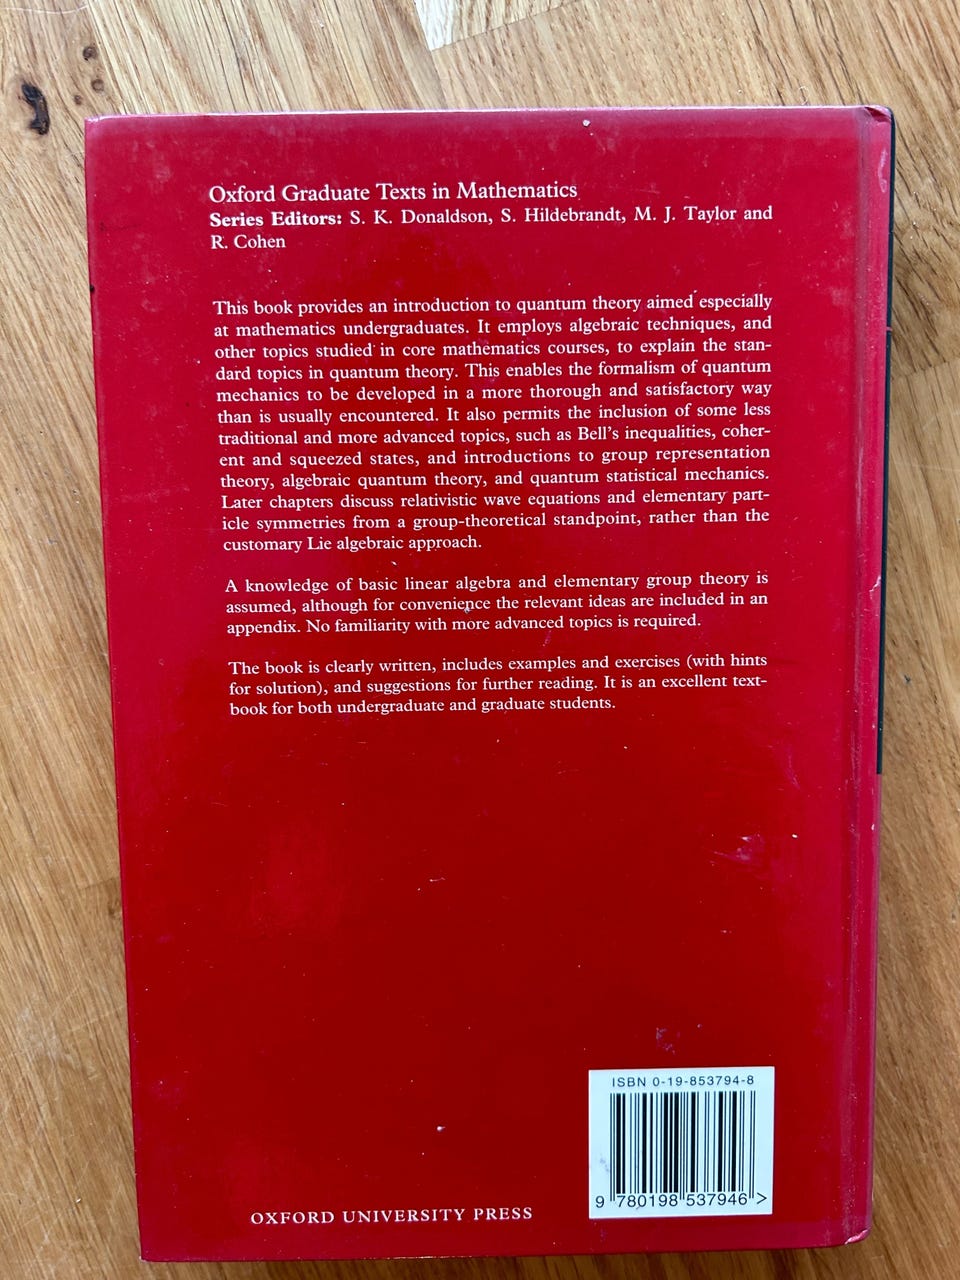 Oxford Graduate Texts in Mathematics
Series Editors: S. K. Donaldson, S. Hildebrandt, M. J. Taylor and
R. Cohen
This book provides an introduction to quantum theory aimed especially
at mathematics undergraduates. It employs algebraic techniques, and
other topics studied in core mathematics courses, to explain the stan-
dard topics in quantum theory. This enables the formalism of quantum
mechanics to be developed in a more thorough and satisfactory way
than is usually encountered. It also permits the inclusion of some less
traditional and more advanced topics, such as Bell's inequalities, coher-
ent and squeezed states, and introductions to group representation
theory, algebraic quantum theory, and quantum statistical mechanics.
Later chapters discuss relativistic wave equations and elementary part-
icle symmetries from a group-theoretical standpoint, rather than the
customary Lie algebraic approach.
A knowledge of basic linear algebra and elementary group theory is
assumed, although for convenience the relevant ideas are included in an
appendix. No familiarity with more advanced topics is required.
The book is clearly written, includes examples and exercises (with hints
for solution), and suggestions for further reading. It is an excellent text-
book for both undergraduate and graduate students.
ISBN 0-19-853794-8
9 780198 537946 >
OXFORD UNIVERSITY PRESS